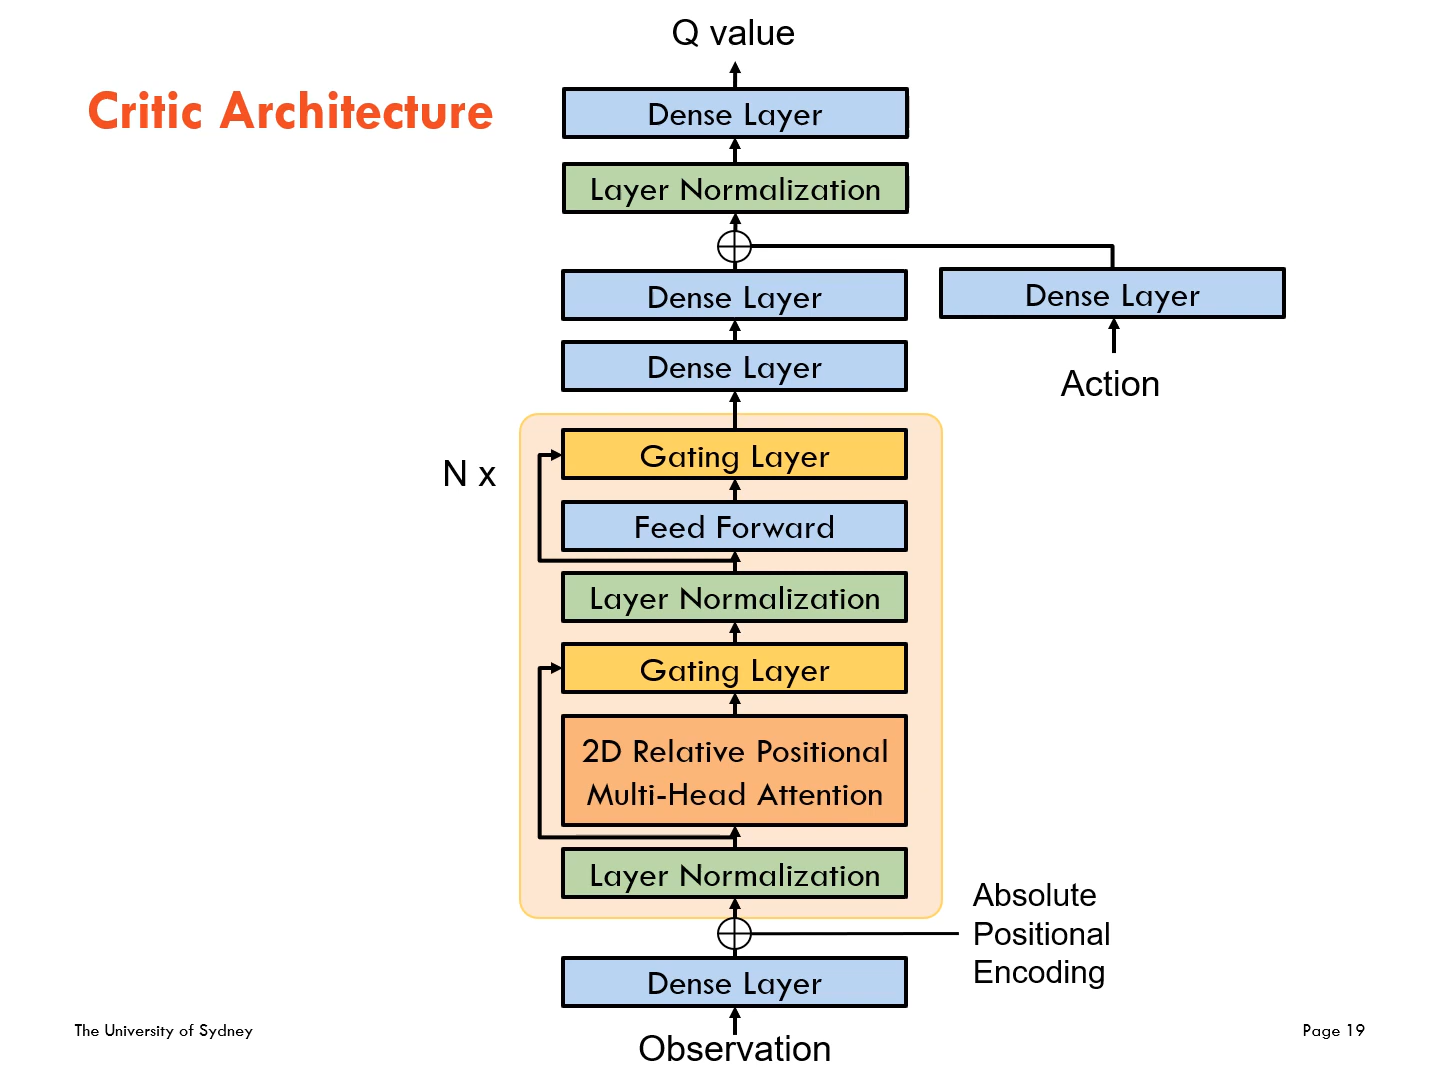 Q value
Critic Architecture
Dense Layer
Layer Normalization
Dense Layer
Dense Layer
Dense Layer
Action
N x
Gating Layer
Feed Forward
Layer Normalization
Gating Layer
2D Relative Positional
Multi-Head Attention
Layer Normalization
Absolute
Positional
Encoding
Dense Layer
Observation
The University of Sydney
Page 19